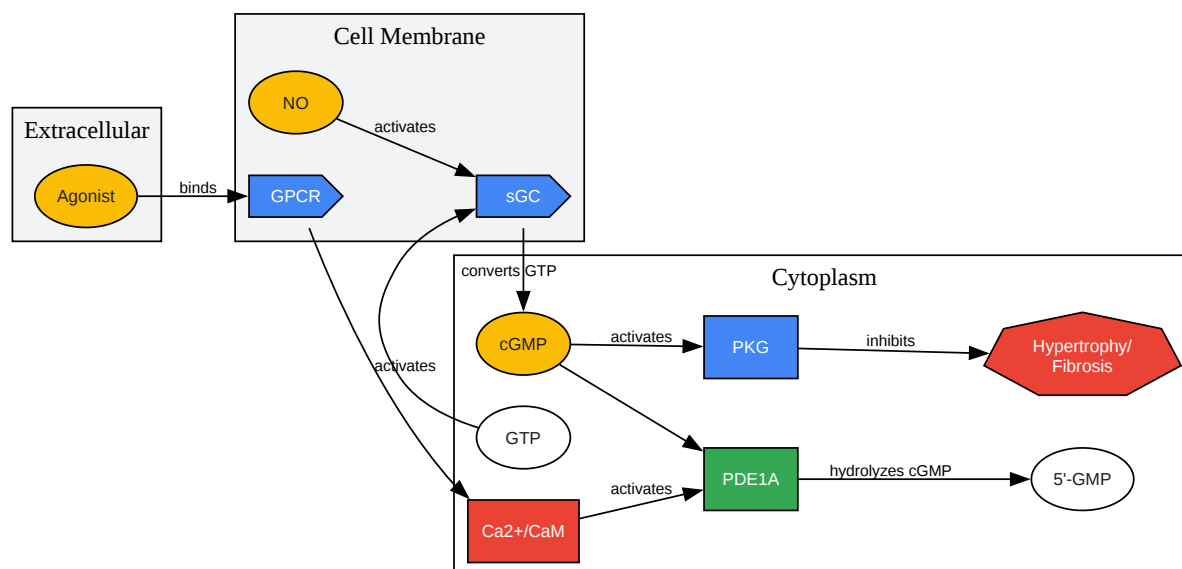 Cell Membrane
NO
activates
Extracellular
Agonist
binds
GPCR
sGC
converts GTP
Cytoplasm
cGMP
activates
PKG
inhibits
Hypertrophy/
Fibrosis
activates
GTP
PDE1A
hydrolyzes cGMP
5'-GMP
activates
Ca2+/CaM